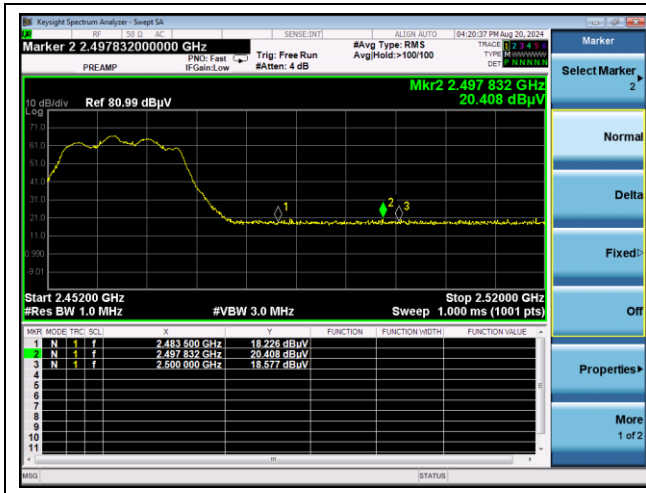 Keysight Spectrum Analyzer - Swept SA
RF 50 Ω AC SENSE:INT ALIGN AUTO 04:20:37 PM Aug 20, 2024
Marker 2 2.497832000000 GHz
PREAMP
PNO: Fast
IFGain:Low
Trig: Free Run
#Atten: 4 dB
#Avg Type: RMS
Avg|Hold:>100/100
TRACE 1 2 3 4 5 6
TYPE M W W W W W
DET P N N N N N
Mkr2 2.497 832 GHz
20.408 dBµV
10 dB/div Ref 80.99 dBµV
Log
71.0
61.0
51.0
41.0
31.0
21.0
11.0
0.990
-9.01
1
2
3
Start 2.45200 GHz Stop 2.52000 GHz
#Res BW 1.0 MHz #VBW 3.0 MHz Sweep 1.000 ms (1001 pts)
MKR MODE TRC SCL X Y FUNCTION FUNCTION WIDTH FUNCTION VALUE
1 N 1 f 2.483 500 GHz 18.226 dBµV
2 N 1 f 2.497 832 GHz 20.408 dBµV
3 N 1 f 2.500 000 GHz 18.577 dBµV
4
5
6
7
8
9
10
11
MSG STATUS
Marker
Select Marker
2
Normal
Delta
Fixed
Off
Properties
More
1 of 2